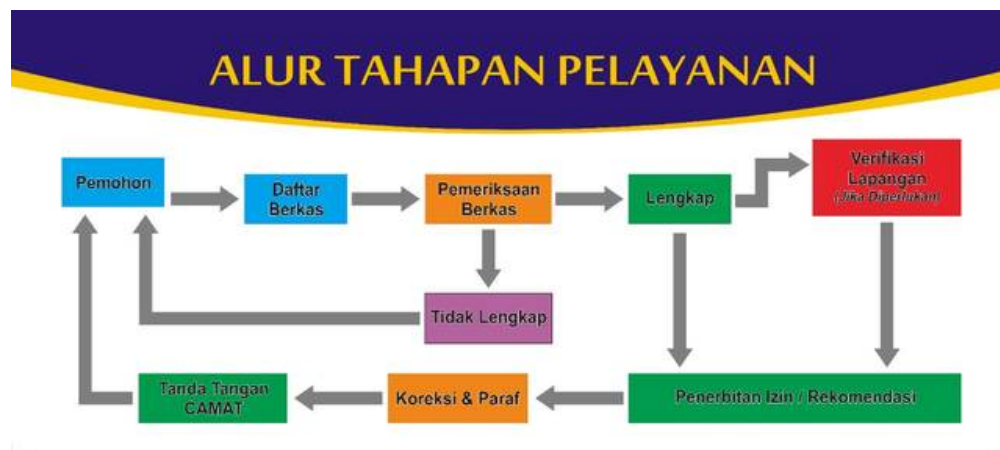 ALUR TAHAPAN PELAYANAN
Pemohon
Daftar
Berkas
Pemeriksaan
Berkas
Lengkap
Verifikasi
Lapangan
(Jika Diperlukan)
Tidak Lengkap
Tanda Tangan
CAMAT
Koreksi & Paraf
Penerbitan Izin / Rekomendasi